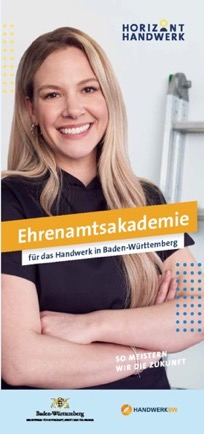 HORIZONT
HANDWERK
Ehrenamtsakademie
für das Handwerk in Baden-Württemberg
SO MEISTERN
WIR DIE ZUKUNFT
Baden-Württemberg
HANDWERK BW